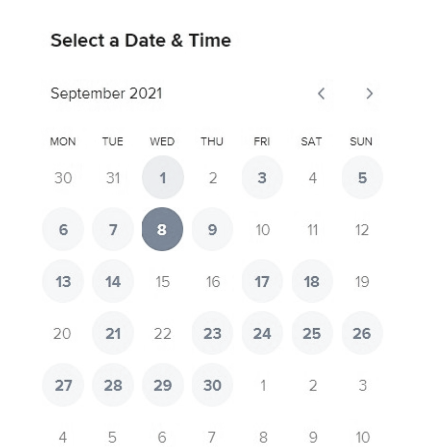 Select a Date & Time
September 2021
MON TUE WED THU FRI SAT SUN
30 31 1 2 3 4 5
6 7 8 9 10 11 12
13 14 15 16 17 18 19
20 21 22 23 24 25 26
27 28 29 30 1 2 3
4 5 6 7 8 9 10